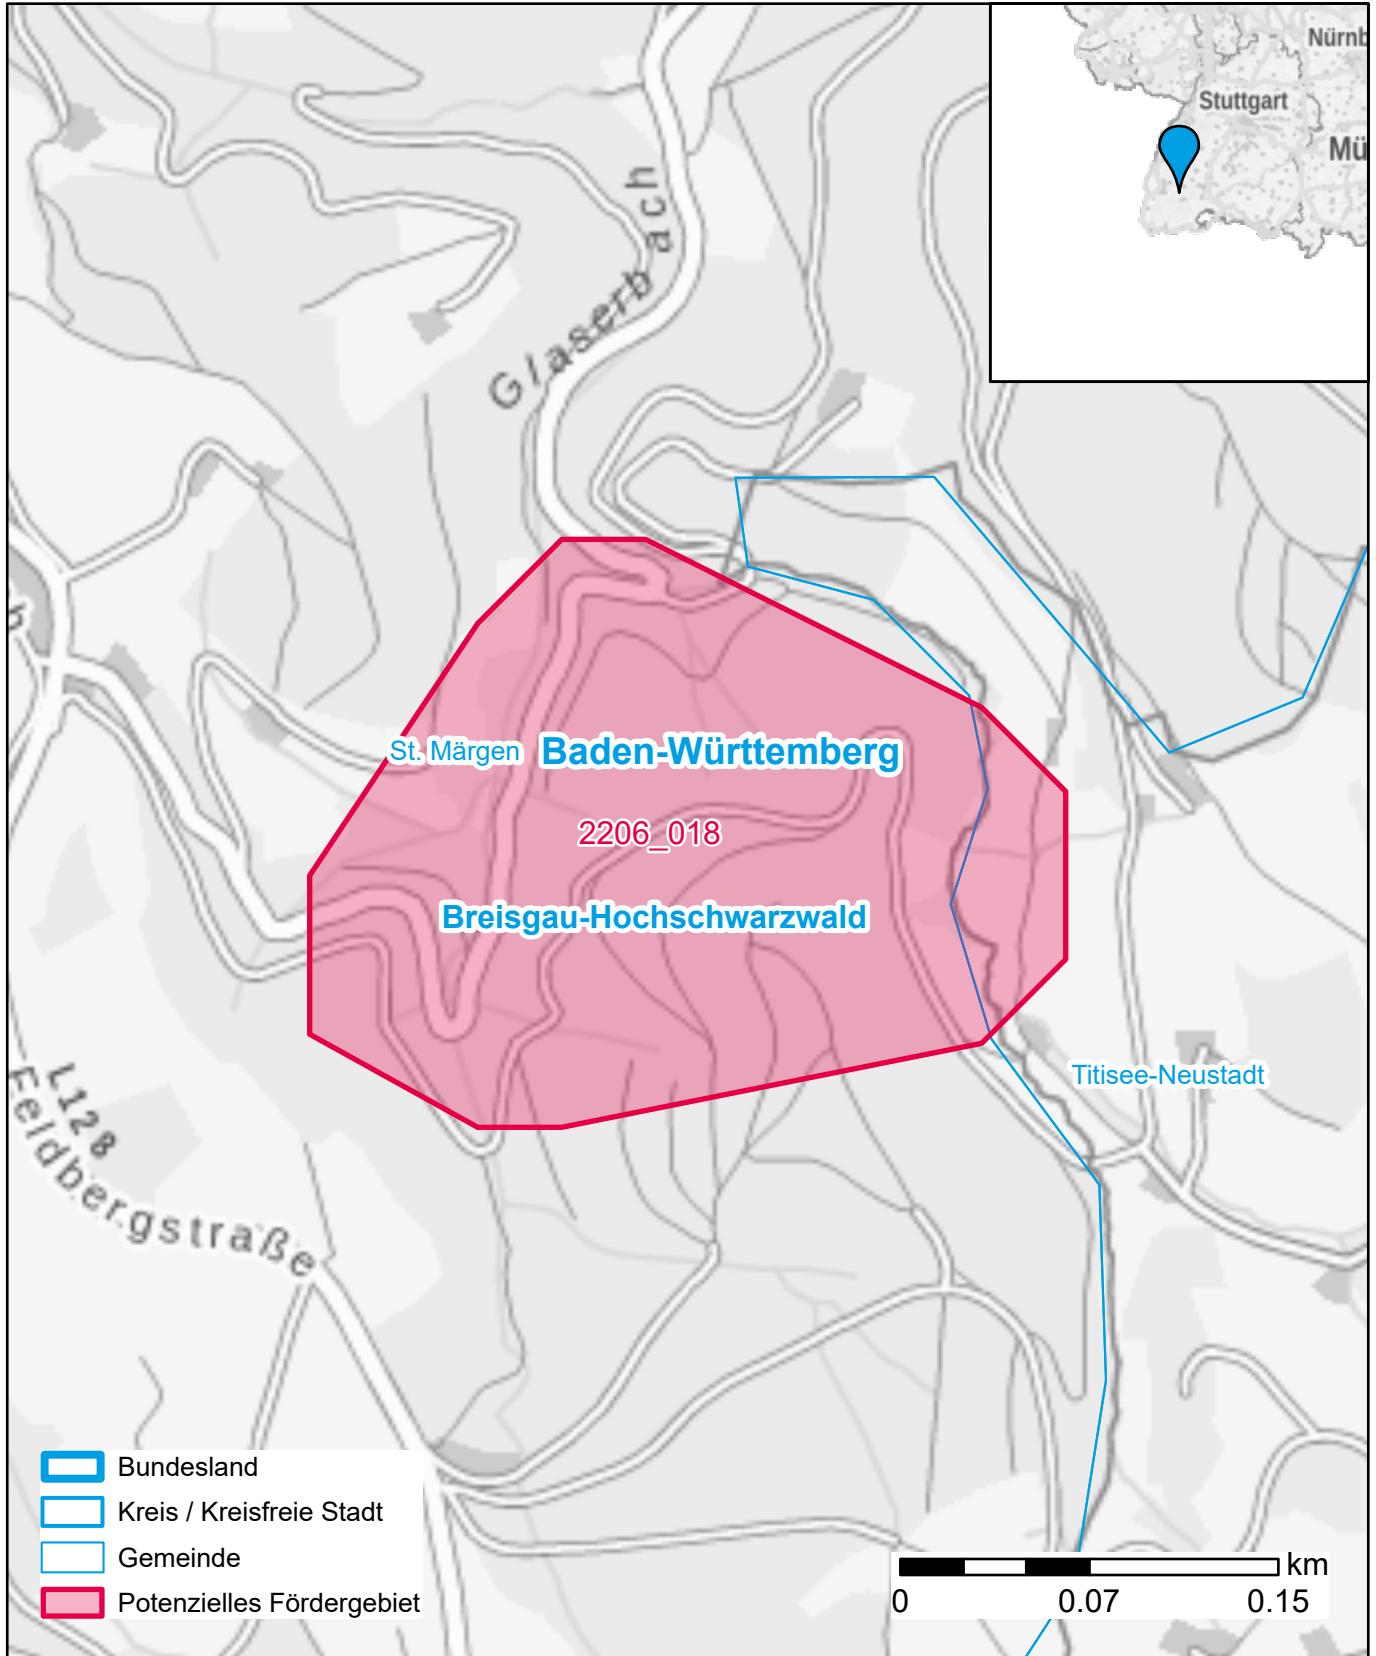 Nürnb
Stuttgart
Mü
Glaserbach
h
St. Märgen
Baden-Württemberg
2206_018
Breisgau-Hochschwarzwald
Titisee-Neustadt
L128
Feldbergstraße
Bundesland
Kreis / Kreisfreie Stadt
Gemeinde
Potenzielles Fördergebiet
km
0 0.07 0.15